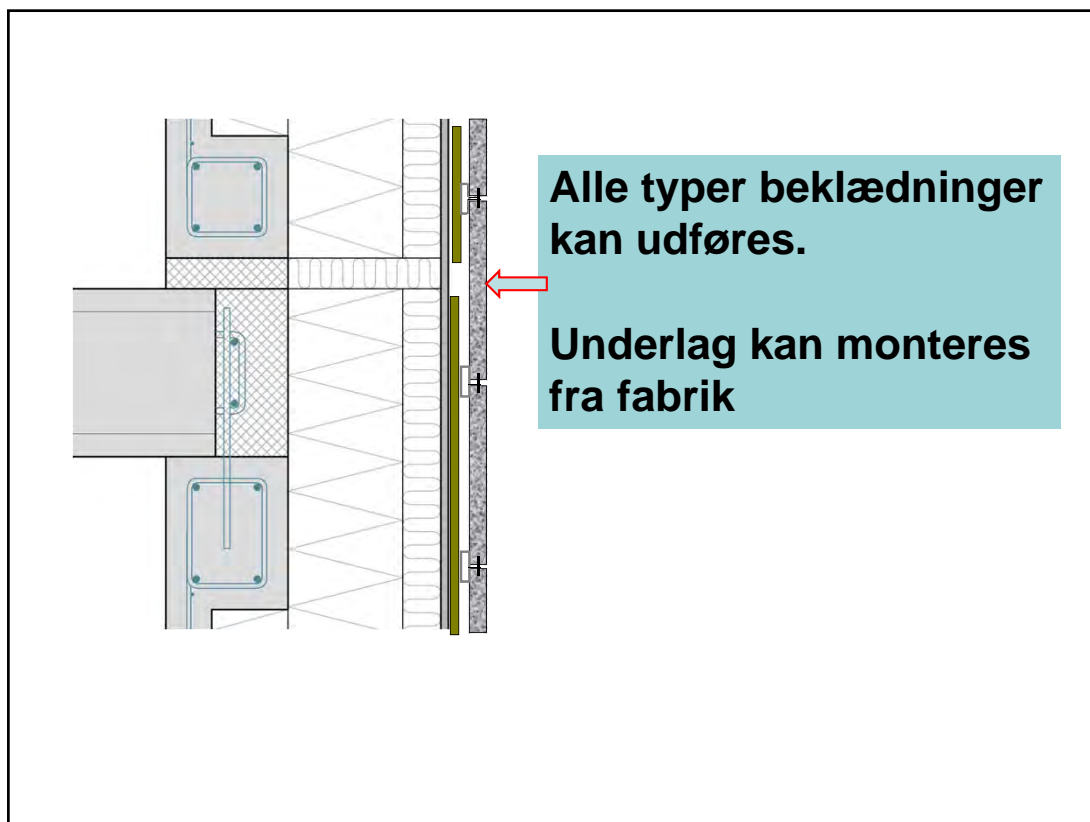 Alle typer beklædninger
kan udføres.
Underlag kan monteres
fra fabrik